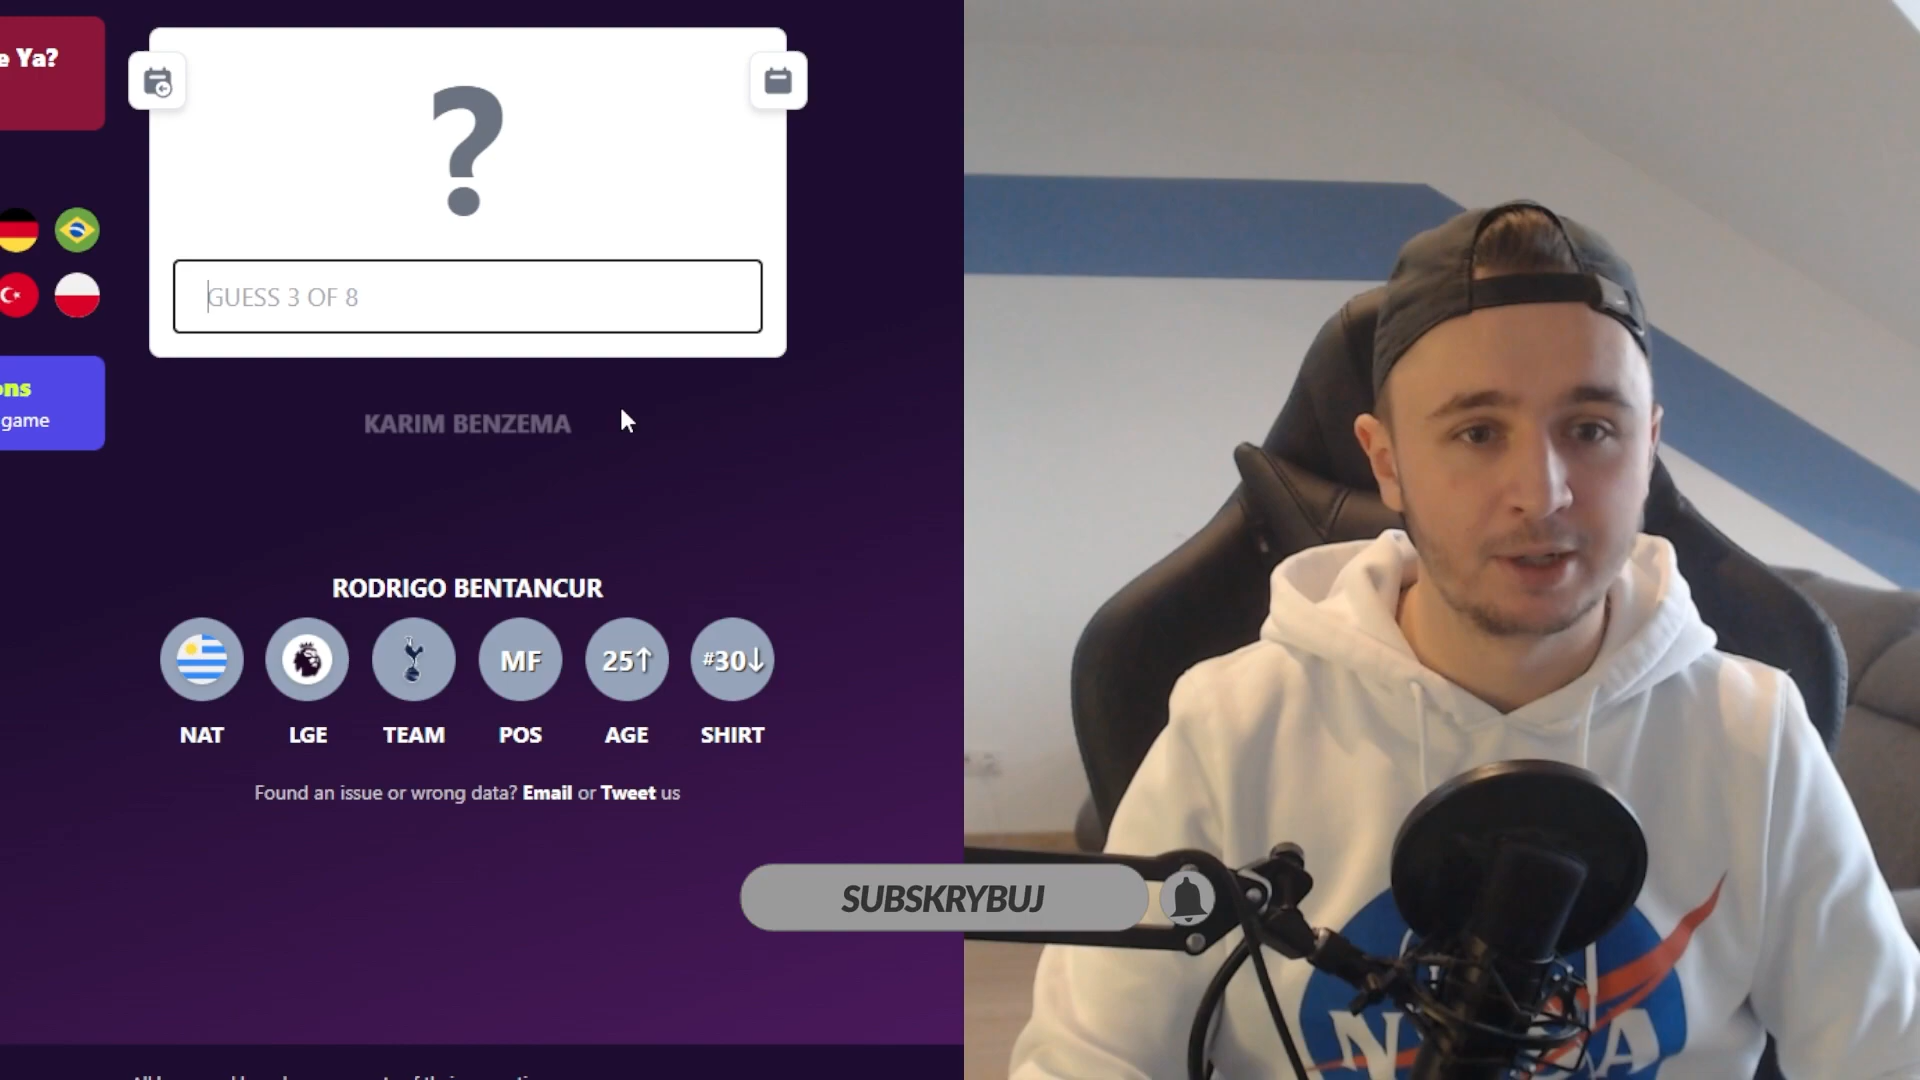 e Ya?
?
GUESS 3 OF 8
ons
game
KARIM BENZEMA
RODRIGO BENTANCUR
MF
25↑
#30↓
NAT
LGE
TEAM
POS
AGE
SHIRT
Found an issue or wrong data? Email or Tweet us
SUBSKRYBUJ